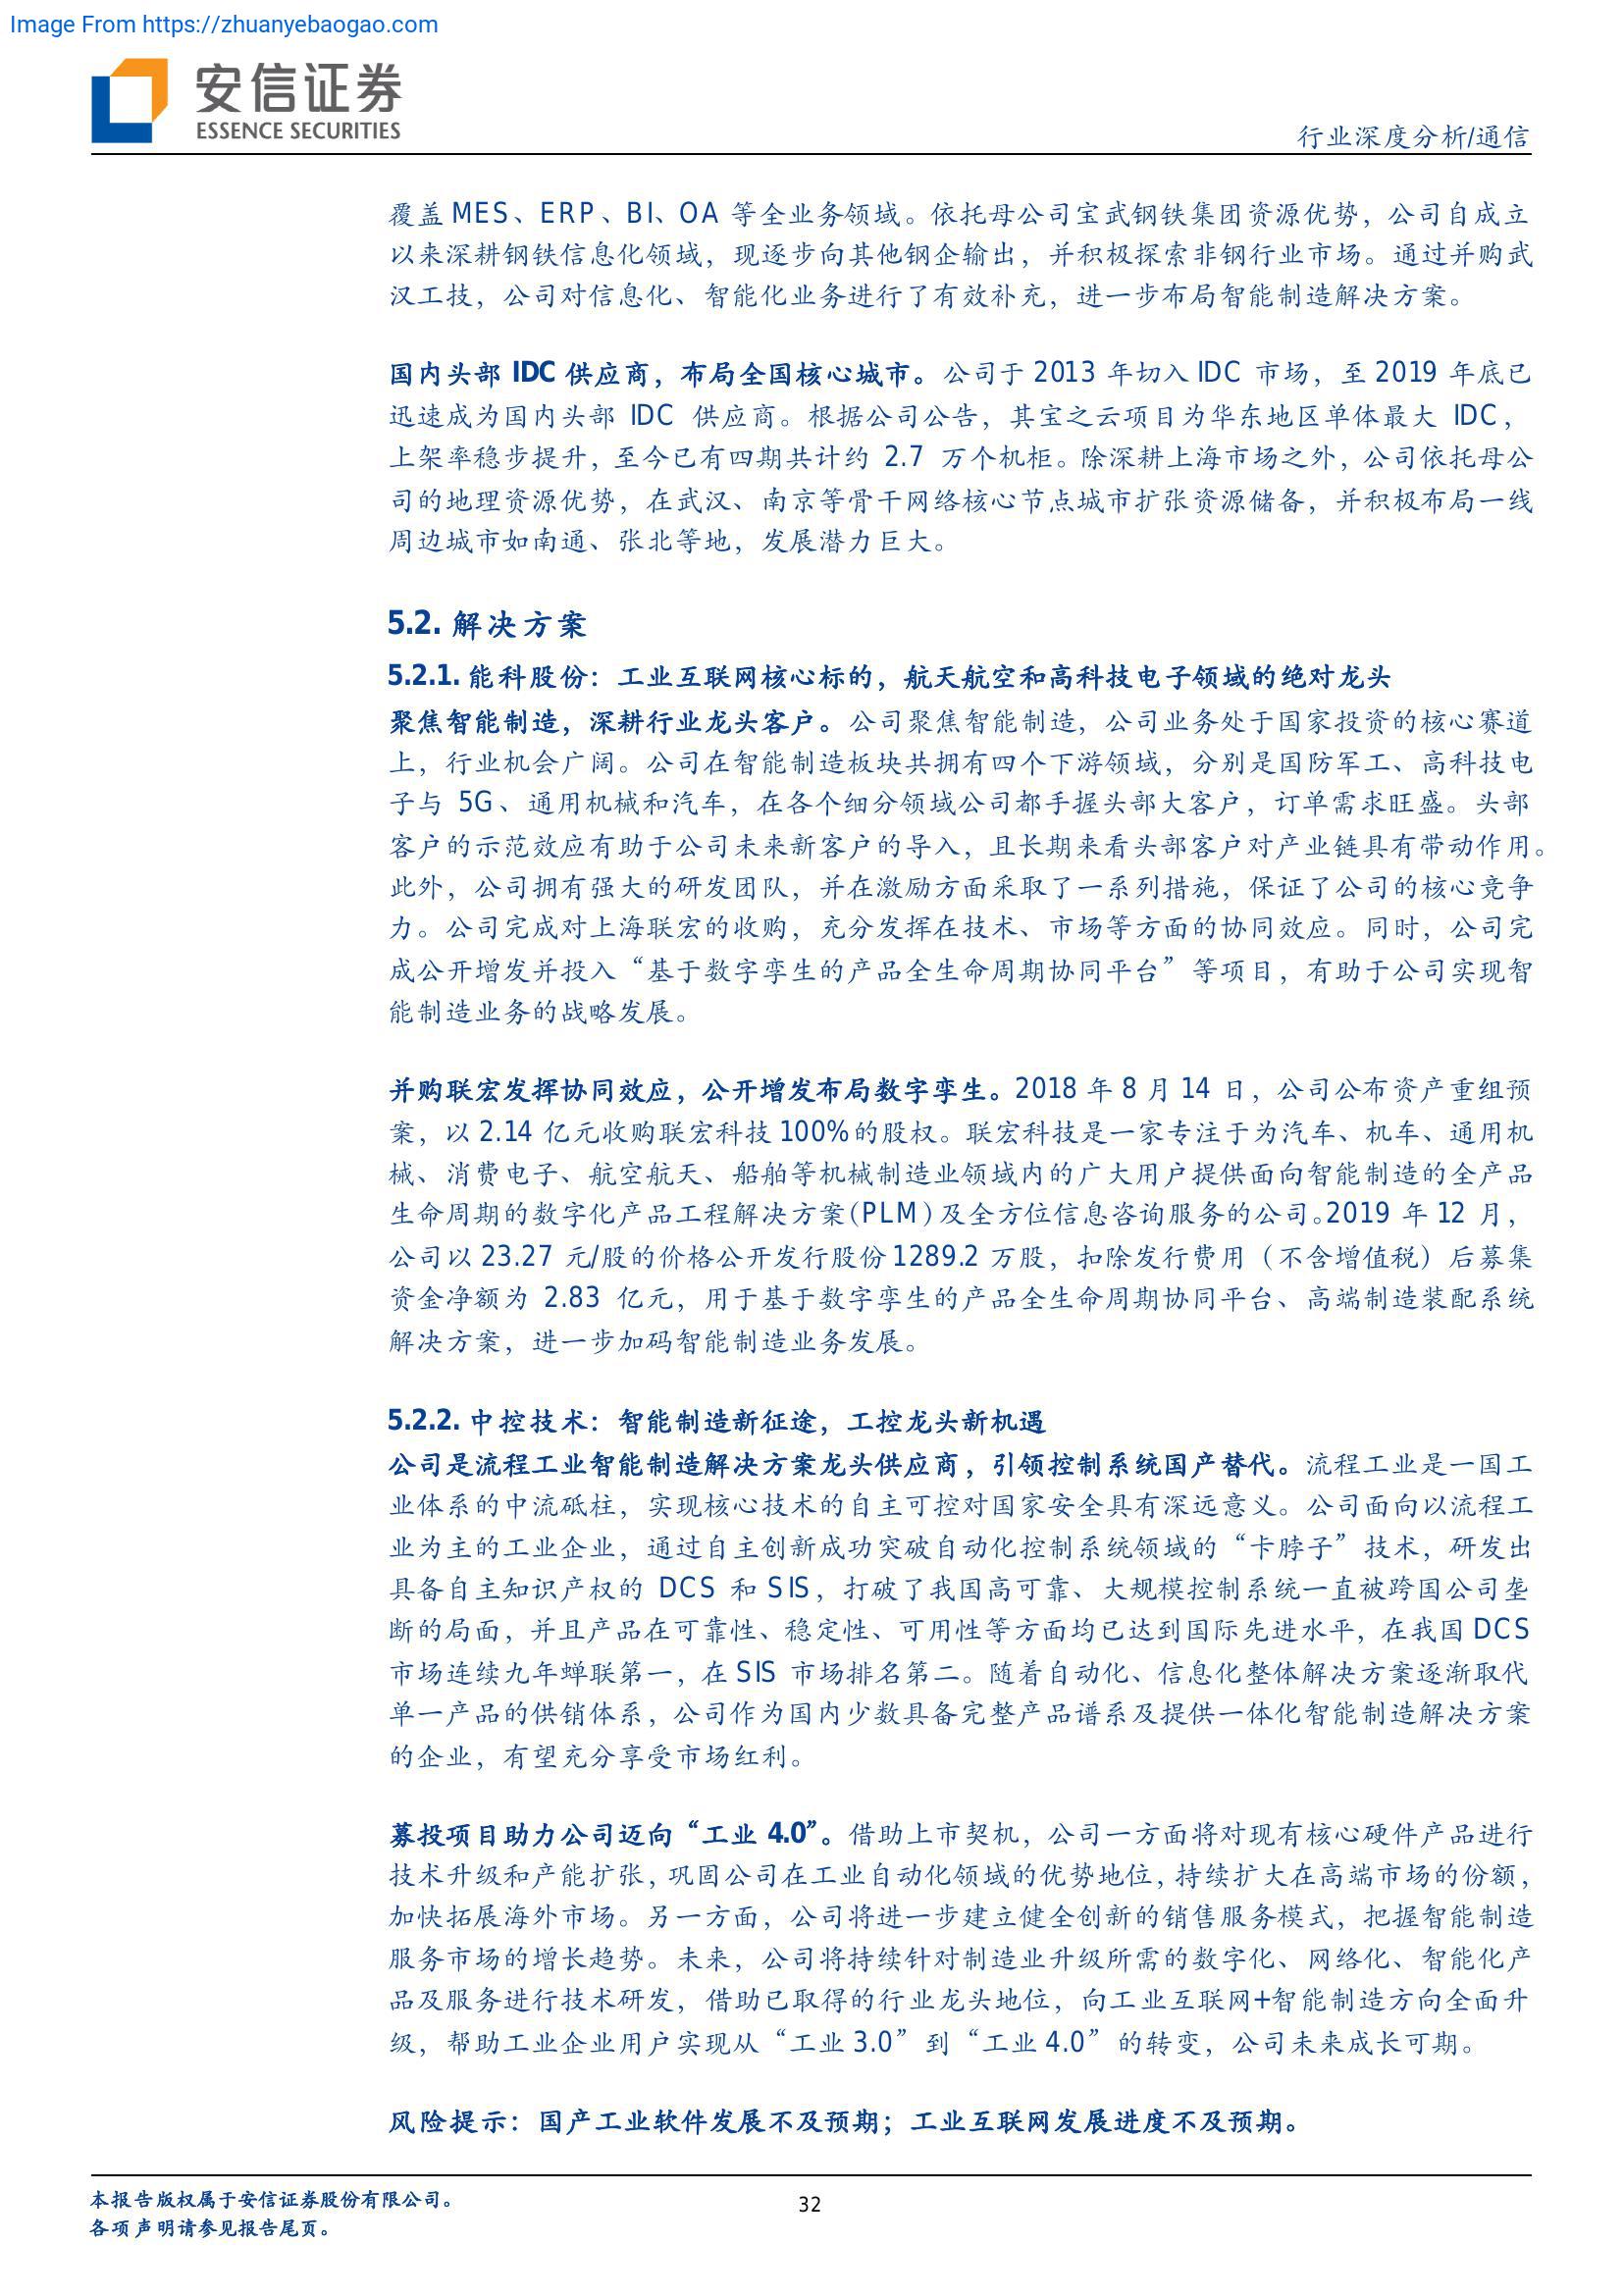 Image From https://zhuanyebaogao.com
安信证券
ESSENCE SECURITIES
行业深度分析/通信
覆盖 MES、ERP、BI、OA 等全业务领域。依托母公司宝武钢铁集团资源优势，公司自成立
以来深耕钢铁信息化领域，现逐步向其他钢企输出，并积极探索非钢行业市场。通过并购武
汉工技，公司对信息化、智能化业务进行了有效补充，进一步布局智能制造解决方案。
国内头部 IDC 供应商，布局全国核心城市。公司于 2013 年切入 IDC 市场，至 2019 年底已
迅速成为国内头部 IDC 供应商。根据公司公告，其宝之云项目为华东地区单体最大 IDC，
上架率稳步提升，至今已有四期共计约 2.7 万个机柜。除深耕上海市场之外，公司依托母公
司的地理资源优势，在武汉、南京等骨干网络核心节点城市扩张资源储备，并积极布局一线
周边城市如南通、张北等地，发展潜力巨大。
5.2. 解决方案
5.2.1. 能科股份：工业互联网核心标的，航天航空和高科技电子领域的绝对龙头
聚焦智能制造，深耕行业龙头客户。公司聚焦智能制造，公司业务处于国家投资的核心赛道
上，行业机会广阔。公司在智能制造板块共拥有四个下游领域，分别是国防军工、高科技电
子与 5G、通用机械和汽车，在各个细分领域公司都手握头部大客户，订单需求旺盛。头部
客户的示范效应有助于公司未来新客户的导入，且长期来看头部客户对产业链具有带动作用。
此外，公司拥有强大的研发团队，并在激励方面采取了一系列措施，保证了公司的核心竞争
力。公司完成对上海联宏的收购，充分发挥在技术、市场等方面的协同效应。同时，公司完
成公开增发并投入“基于数字孪生的产品全生命周期协同平台”等项目，有助于公司实现智
能制造业务的战略发展。
并购联宏发挥协同效应，公开增发布局数字孪生。2018 年 8 月 14 日，公司公布资产重组预
案，以 2.14 亿元收购联宏科技 100%的股权。联宏科技是一家专注于为汽车、机车、通用机
械、消费电子、航空航天、船舶等机械制造业领域内的广大用户提供面向智能制造的全产品
生命周期的数字化产品工程解决方案(PLM)及全方位信息咨询服务的公司。2019 年 12 月，
公司以 23.27 元/股的价格公开发行股份 1289.2 万股，扣除发行费用（不含增值税）后募集
资金净额为 2.83 亿元，用于基于数字孪生的产品全生命周期协同平台、高端制造装配系统
解决方案，进一步加码智能制造业务发展。
5.2.2. 中控技术：智能制造新征途，工控龙头新机遇
公司是流程工业智能制造解决方案龙头供应商，引领控制系统国产替代。流程工业是一国工
业体系的中流砥柱，实现核心技术的自主可控对国家安全具有深远意义。公司面向以流程工
业为主的工业企业，通过自主创新成功突破自动化控制系统领域的“卡脖子”技术，研发出
具备自主知识产权的 DCS 和 SIS，打破了我国高可靠、大规模控制系统一直被跨国公司垄
断的局面，并且产品在可靠性、稳定性、可用性等方面均已达到国际先进水平，在我国 DCS
市场连续九年蝉联第一，在 SIS 市场排名第二。随着自动化、信息化整体解决方案逐渐取代
单一产品的供销体系，公司作为国内少数具备完整产品谱系及提供一体化智能制造解决方案
的企业，有望充分享受市场红利。
募投项目助力公司迈向“工业 4.0”。借助上市契机，公司一方面将对现有核心硬件产品进行
技术升级和产能扩张，巩固公司在工业自动化领域的优势地位，持续扩大在高端市场的份额，
加快拓展海外市场。另一方面，公司将进一步建立健全创新的销售服务模式，把握智能制造
服务市场的增长趋势。未来，公司将持续针对制造业升级所需的数字化、网络化、智能化产
品及服务进行技术研发，借助已取得的行业龙头地位，向工业互联网+智能制造方向全面升
级，帮助工业企业用户实现从“工业 3.0”到“工业 4.0”的转变，公司未来成长可期。
风险提示：国产工业软件发展不及预期；工业互联网发展进度不及预期。
本报告版权属于安信证券股份有限公司。
各项声明请参见报告尾页。
32